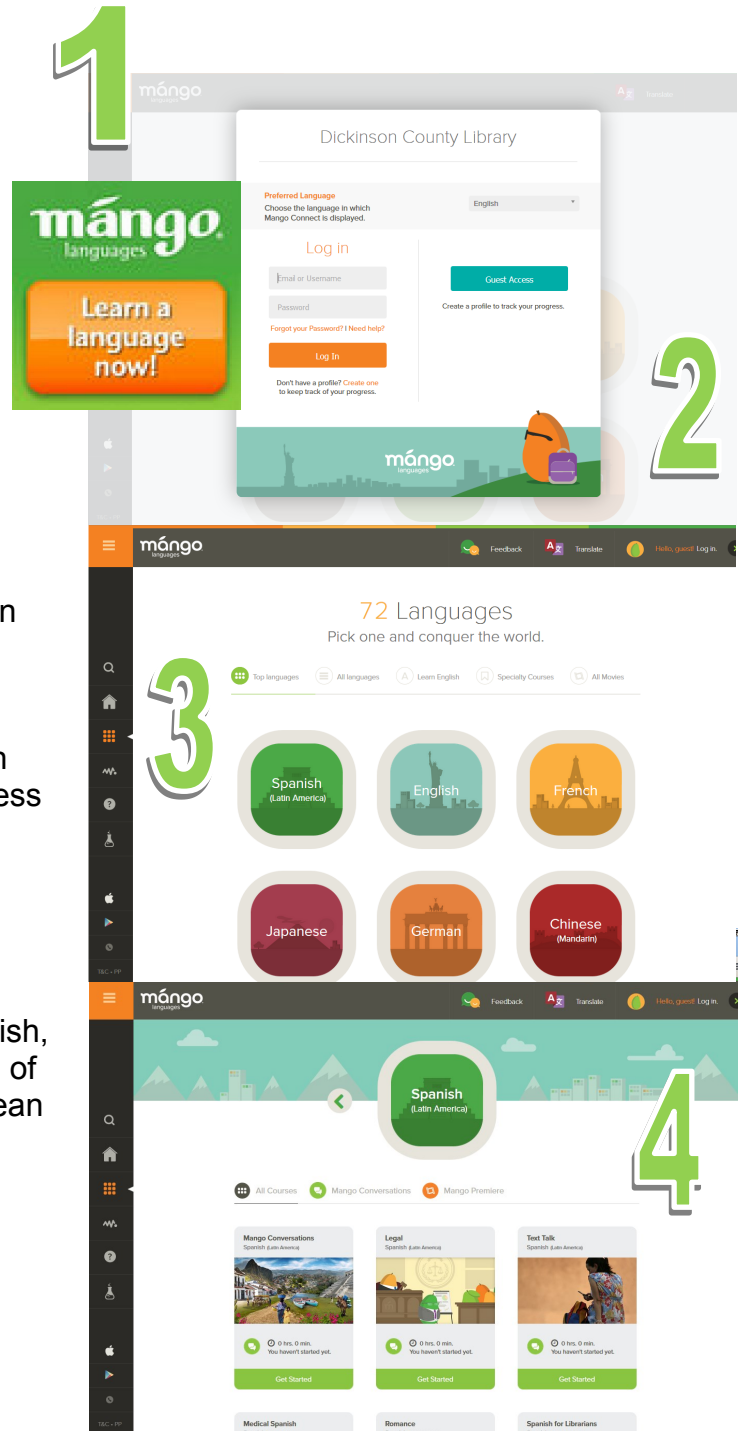 1
mango
languages
Translate
Dickinson County Library
Preferred Language
Choose the language in which
Mango Connect is displayed.
English
mángo
languages
Learn a
language
now!
Log in
Email or Username
Password
Forgot your Password? I Need help?
Log In
Don't have a profile? Create one
to keep track of your progress.
Guest Access
Create a profile to track your progress.
2
mángo
languages
mángo
languages
Feedback
Translate
Hello, guest! Log in.
72 Languages
Pick one and conquer the world.
Top languages
All languages
Learn English
Specialty Courses
All Movies
3
Spanish
(Latin America)
English
French
Japanese
German
Chinese
(Mandarin)
T&C • PP
n
n
ess
ish,
of
ean
mángo
languages
Feedback
Translate
Hello, guest! Log in.
Spanish
(Latin America)
4
All Courses
Mango Conversations
Mango Premiere
Mango Conversations
Spanish (Latin America)
0 hrs. 0 min.
You haven't started yet.
Get Started
Legal
Spanish (Latin America)
0 hrs. 0 min.
You haven't started yet.
Get Started
Text Talk
Spanish (Latin America)
0 hrs. 0 min.
You haven't started yet.
Get Started
T&C • PP
Medical Spanish
Romance
Spanish for Librarians